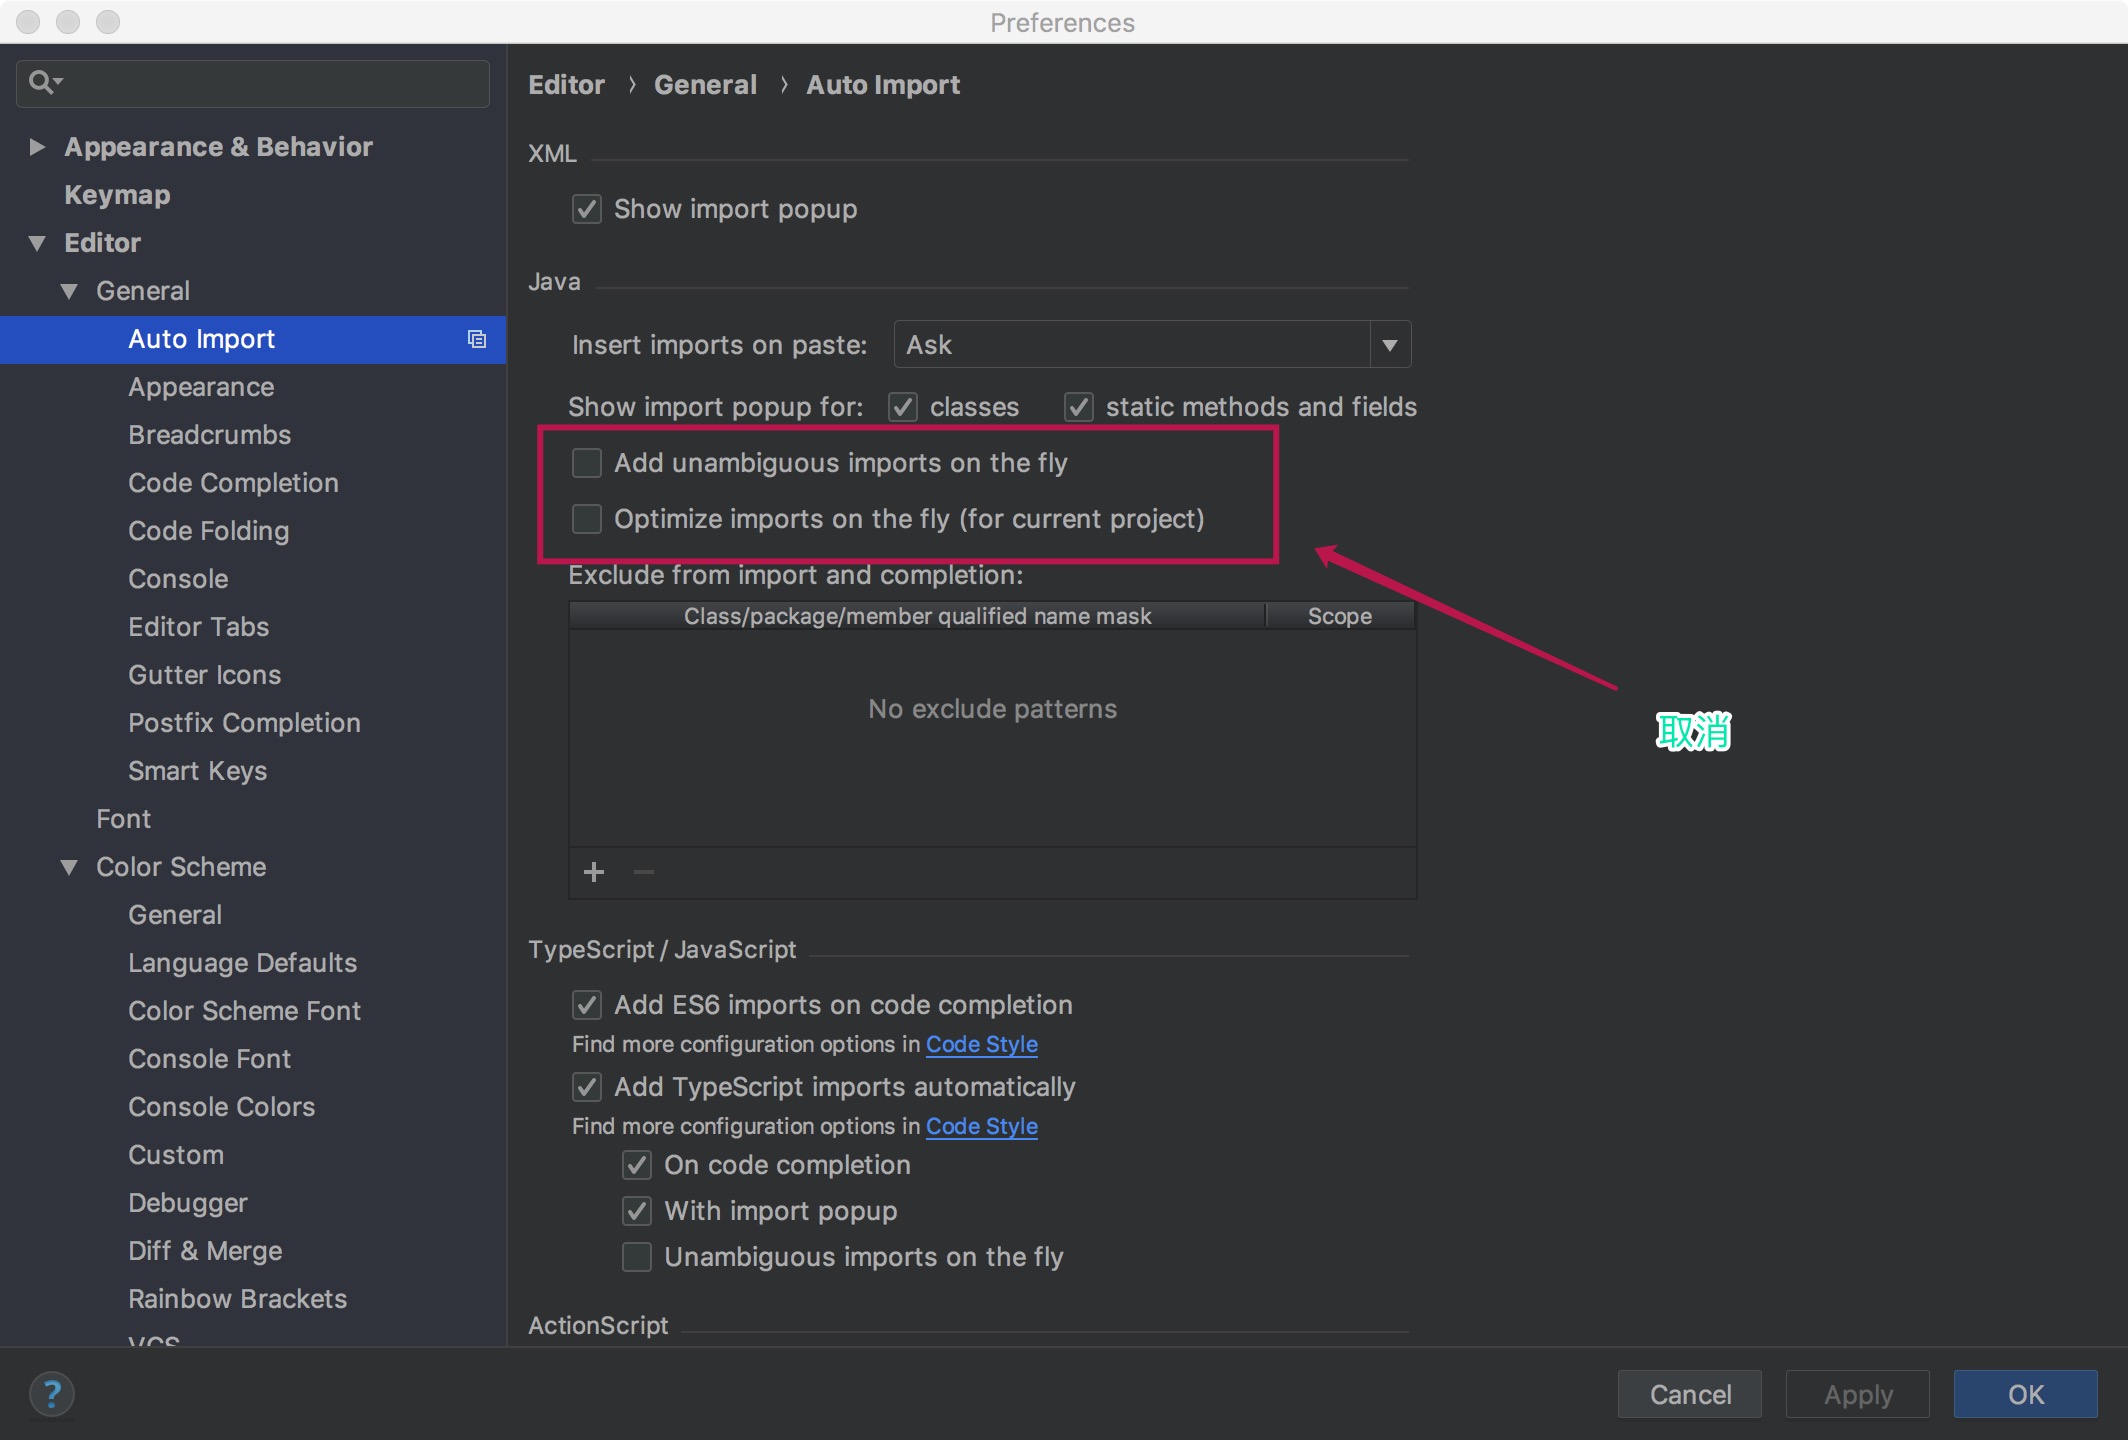 Preferences
Appearance & Behavior
Keymap
Editor
General
Auto Import
Appearance
Breadcrumbs
Code Completion
Code Folding
Console
Editor Tabs
Gutter Icons
Postfix Completion
Smart Keys
Font
Color Scheme
General
Language Defaults
Color Scheme Font
Console Font
Console Colors
Custom
Debugger
Diff & Merge
Rainbow Brackets
VCS
Editor › General › Auto Import
XML
Show import popup
Java
Insert imports on paste: Ask
Show import popup for: classes static methods and fields
Add unambiguous imports on the fly
Optimize imports on the fly (for current project)
Exclude from import and completion:
Class/package/member qualified name mask Scope
No exclude patterns
取消
TypeScript / JavaScript
Add ES6 imports on code completion
Find more configuration options in Code Style
Add TypeScript imports automatically
Find more configuration options in Code Style
On code completion
With import popup
Unambiguous imports on the fly
ActionScript
? Cancel Apply OK